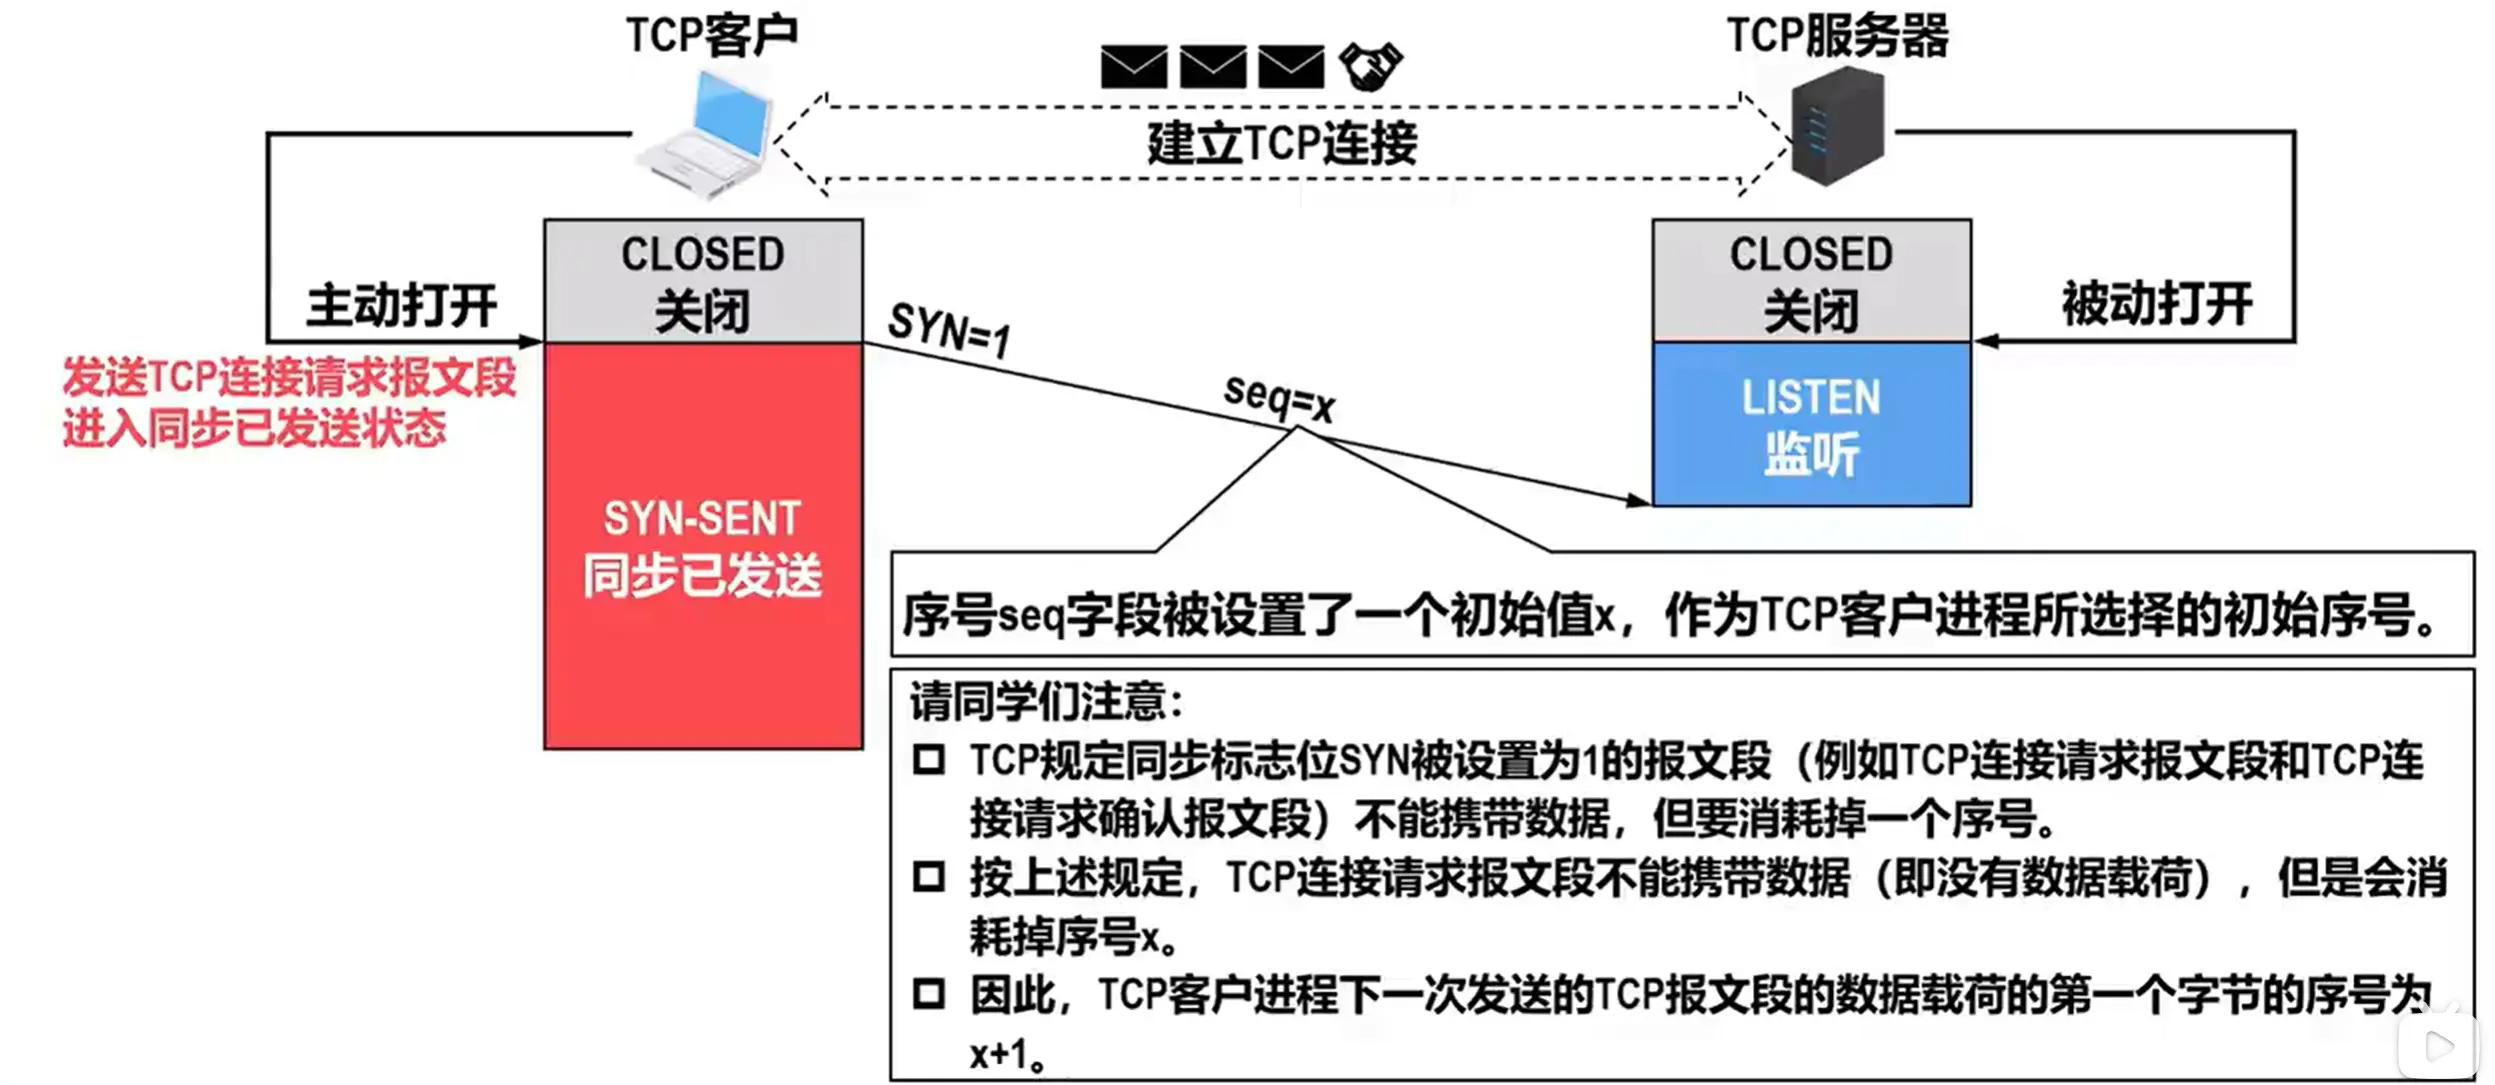 TCP客户
TCP服务器
建立TCP连接
CLOSED
关闭
CLOSED
关闭
主动打开
被动打开
SYN=1
seq=x
发送TCP连接请求报文段
进入同步已发送状态
LISTEN
监听
SYN-SENT
同步已发送
序号seq字段被设置了一个初始值x，作为TCP客户进程所选择的初始序号。
请同学们注意：
TCP规定同步标志位SYN被设置为1的报文段（例如TCP连接请求报文段和TCP连
接请求确认报文段）不能携带数据，但要消耗掉一个序号。
按上述规定，TCP连接请求报文段不能携带数据（即没有数据载荷），但是会消
耗掉序号x。
因此，TCP客户进程下一次发送的TCP报文段的数据载荷的第一个字节的序号为
x+1。